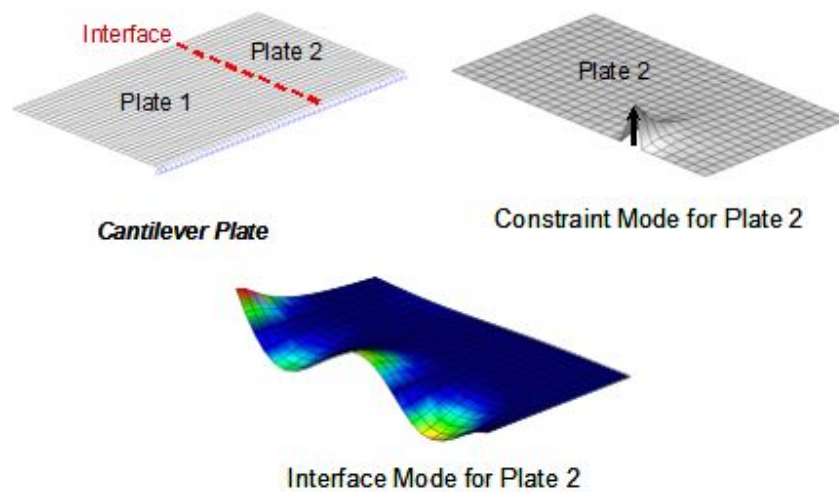 Interface
Plate 2
Plate 1
Plate 2
Cantilever Plate
Constraint Mode for Plate 2
Interface Mode for Plate 2